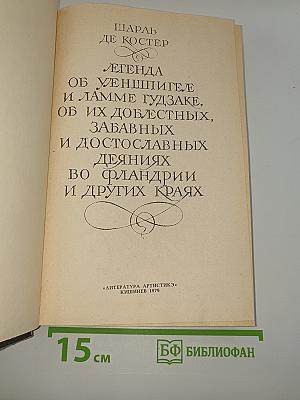 ШАРЛЬ
ДЕ КОСТЕР
ЛЕГЕНДА
ОБ УЛЕНШПИГЕЛЕ
И ЛАММЕ ГУДЗАКЕ,
ОБ ИХ ДОБЛЕСТНЫХ,
ЗАБАВНЫХ
И ДОСТОСЛАВНЫХ
ДЕЯНИЯХ
ВО ФЛАНДРИИ
И ДРУГИХ КРАЯХ
«ЛИТЕРАТУРА АРТИСТИКЭ»
КИШИНЕВ 1979
15 см
БФ БИБЛИОФАН